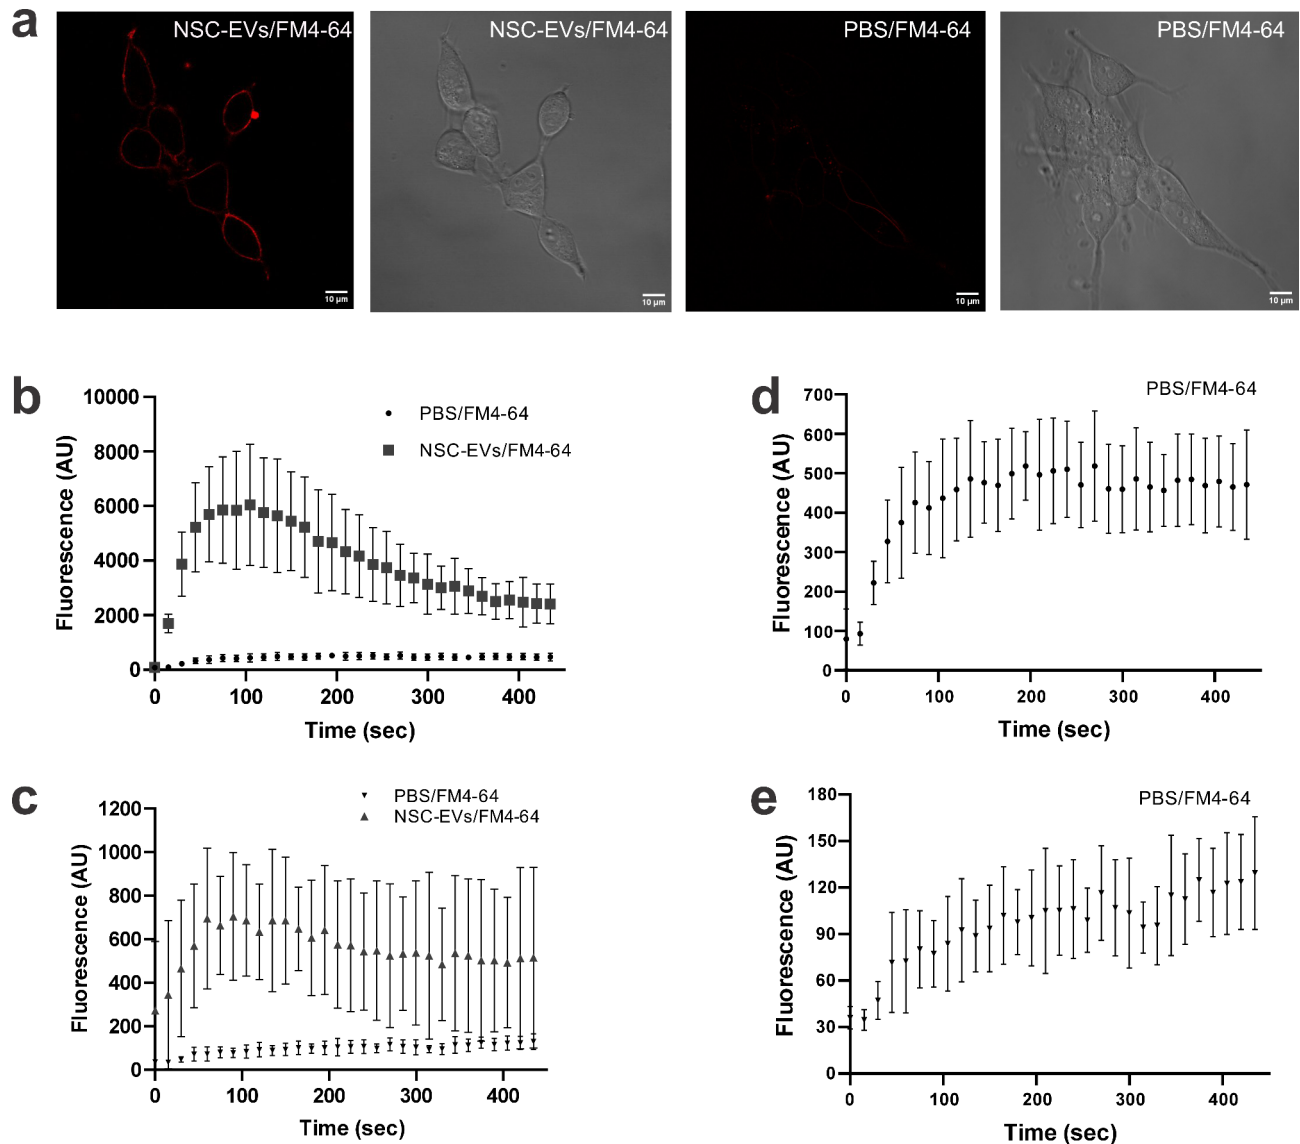 a
NSC-EVs/FM4-64
NSC-EVs/FM4-64
PBS/FM4-64
PBS/FM4-64
10 µm
10 µm
10 µm
10 µm
b
10000
8000
6000
4000
2000
0
Fluorescence (AU)
PBS/FM4-64
NSC-EVs/FM4-64
0
100
200
300
400
Time (sec)
d
PBS/FM4-64
700
600
500
400
300
200
100
0
Fluorescence (AU)
0
100
200
300
400
Time (sec)
c
PBS/FM4-64
NSC-EVs/FM4-64
1200
1000
800
600
400
200
0
Fluorescence (AU)
0
100
200
300
400
Time (sec)
e
PBS/FM4-64
180
150
120
90
60
30
0
Fluorescence (AU)
0
100
200
300
400
Time (sec)